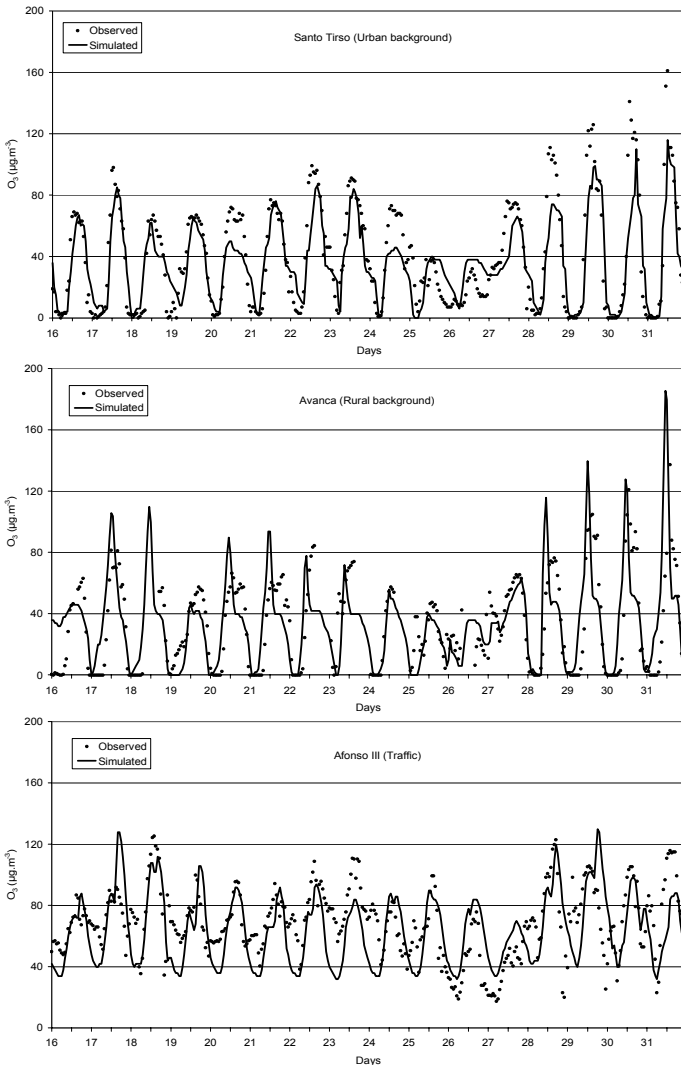 200
160
120
80
40
0
O3 (μg.m-3)
Observed
Simulated
Santo Tirso (Urban background)
16 17 18 19 20 21 22 23 24 25 26 27 28 29 30 31
Days
200
160
120
80
40
0
O3 (μg.m-3)
Observed
Simulated
Avanca (Rural background)
16 17 18 19 20 21 22 23 24 25 26 27 28 29 30 31
Days
200
160
120
80
40
0
O3 (μg.m-3)
Observed
Simulated
Afonso III (Traffic)
16 17 18 19 20 21 22 23 24 25 26 27 28 29 30 31
Days